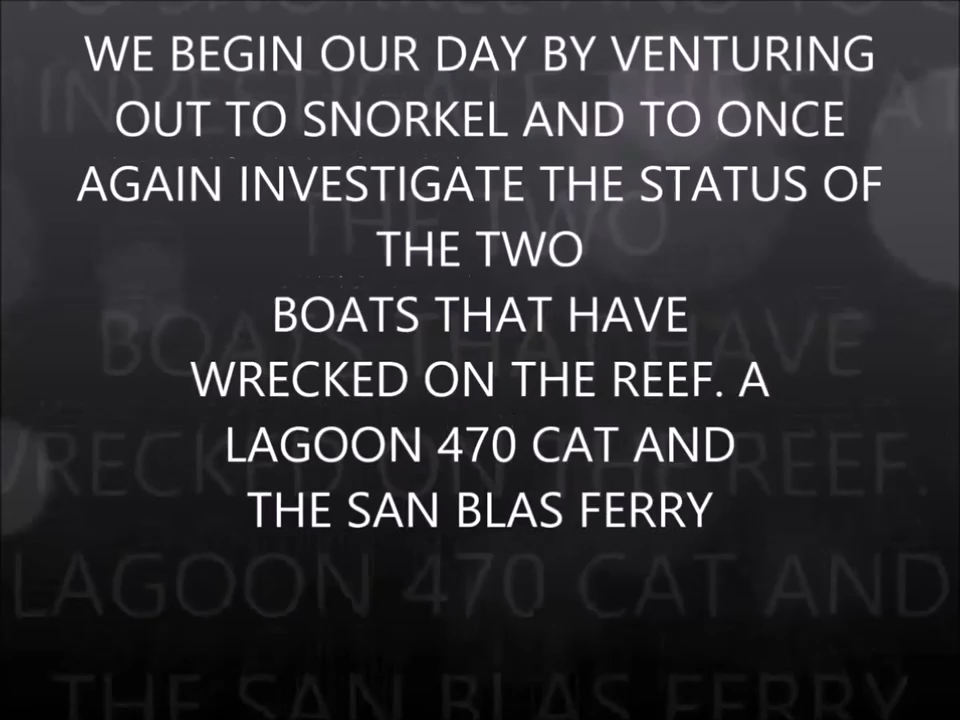 WE BEGIN OUR DAY BY VENTURING
OUT TO SNORKEL AND TO ONCE
AGAIN INVESTIGATE THE STATUS OF
THE TWO
BOATS THAT HAVE
WRECKED ON THE REEF. A
LAGOON 470 CAT AND
THE SAN BLAS FERRY